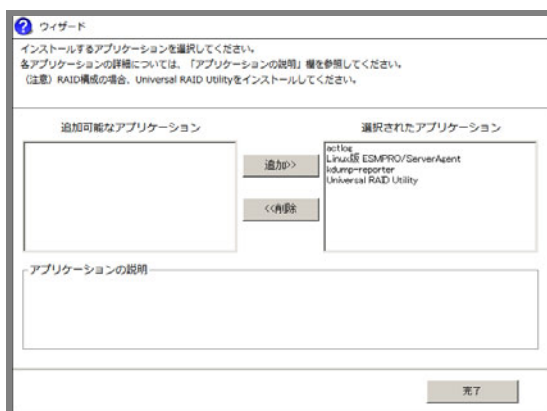 ウィザード
インストールするアプリケーションを選択してください。
各アプリケーションの詳細については、「アプリケーションの説明」欄を参照してください。
（注意）RAID構成の場合、Universal RAID Utilityをインストールしてください。
追加可能なアプリケーション
選択されたアプリケーション
actlog
Linux版 ESMPRO/ServerAgent
kdump-reporter
Universal RAID Utility
追加>>
<<削除
アプリケーションの説明
完了